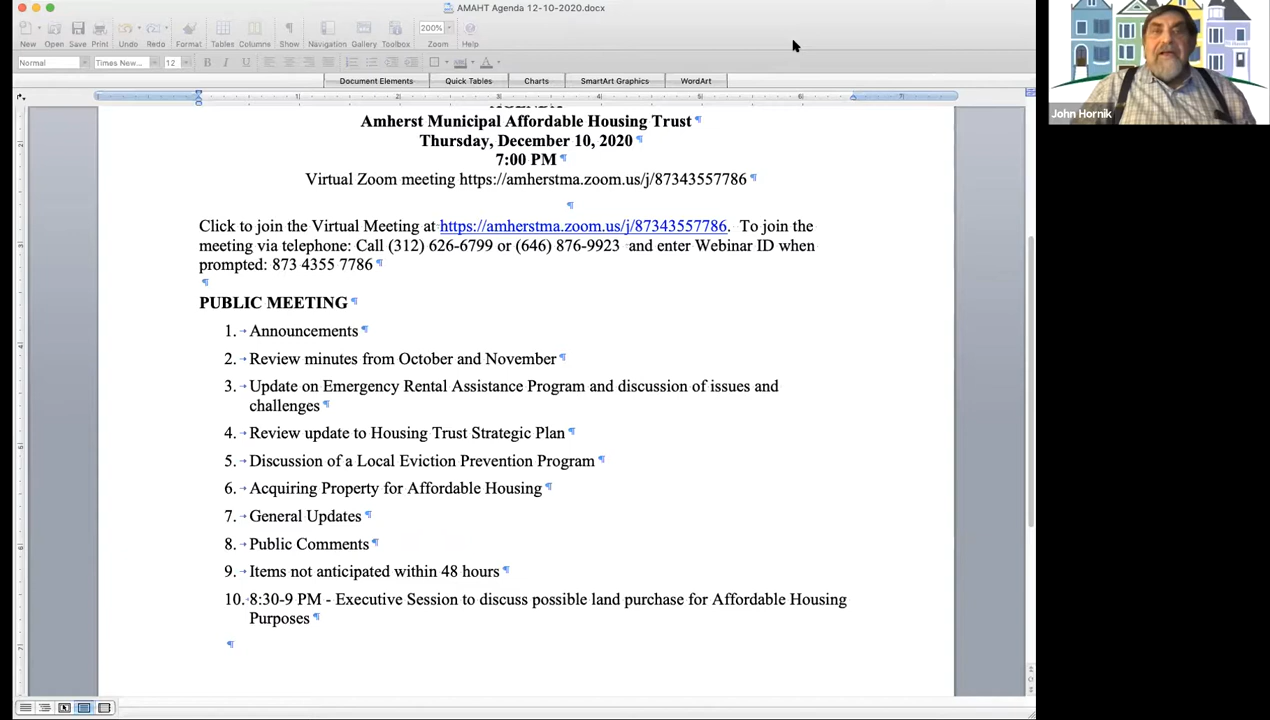 AMAHT Agenda 12-10-2020.docx
New Open Save Print Undo Redo Format Tables Columns Show Navigation Gallery Toolbox Zoom Help
200%
Normal Times New... 12 B I U
Document Elements Quick Tables Charts SmartArt Graphics WordArt
AGENDA
Amherst Municipal Affordable Housing Trust
Thursday, December 10, 2020
7:00 PM
Virtual Zoom meeting https://amherstma.zoom.us/j/87343557786
Click to join the Virtual Meeting at https://amherstma.zoom.us/j/87343557786. To join the
meeting via telephone: Call (312) 626-6799 or (646) 876-9923 and enter Webinar ID when
prompted: 873 4355 7786
PUBLIC MEETING
1. Announcements
2. Review minutes from October and November
3. Update on Emergency Rental Assistance Program and discussion of issues and
challenges
4. Review update to Housing Trust Strategic Plan
5. Discussion of a Local Eviction Prevention Program
6. Acquiring Property for Affordable Housing
7. General Updates
8. Public Comments
9. Items not anticipated within 48 hours
10. 8:30-9 PM - Executive Session to discuss possible land purchase for Affordable Housing
Purposes
John Hornik